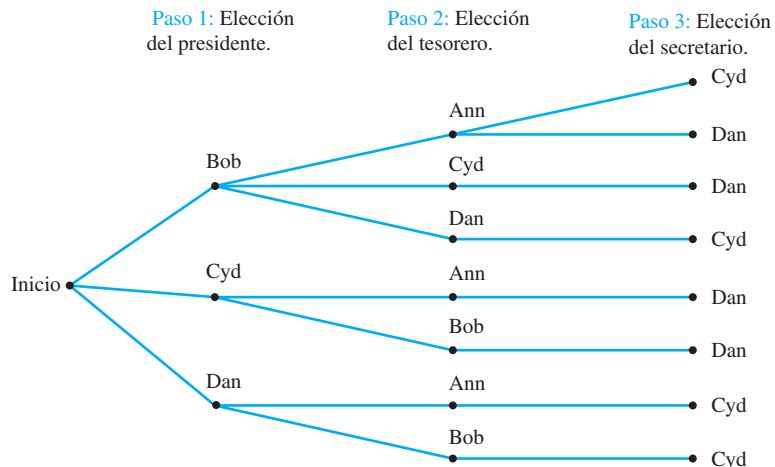 Paso 1: Elección
del presidente.
Paso 2: Elección
del tesorero.
Paso 3: Elección
del secretario.
Cyd
Ann
Dan
Bob
Cyd
Dan
Dan
Cyd
Inicio
Cyd
Ann
Dan
Bob
Dan
Dan
Ann
Cyd
Bob
Cyd